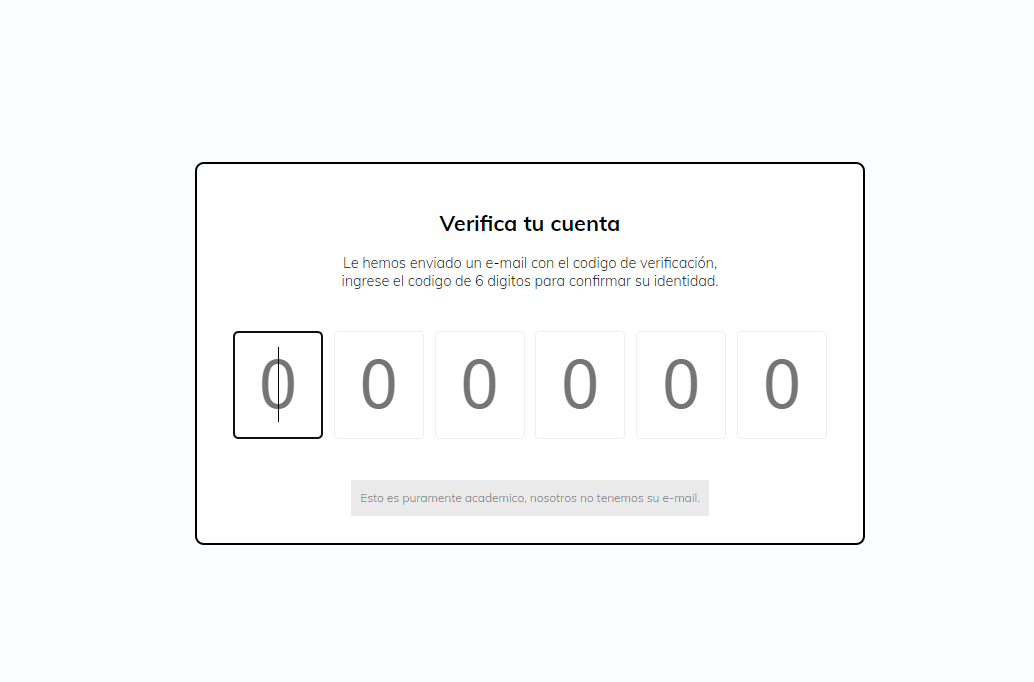 Verifica tu cuenta
Le hemos enviado un e-mail con el codigo de verificación,
ingrese el codigo de 6 digitos para confirmar su identidad.
0 0 0 0 0 0
Esto es puramente academico, nosotros no tenemos su e-mail.